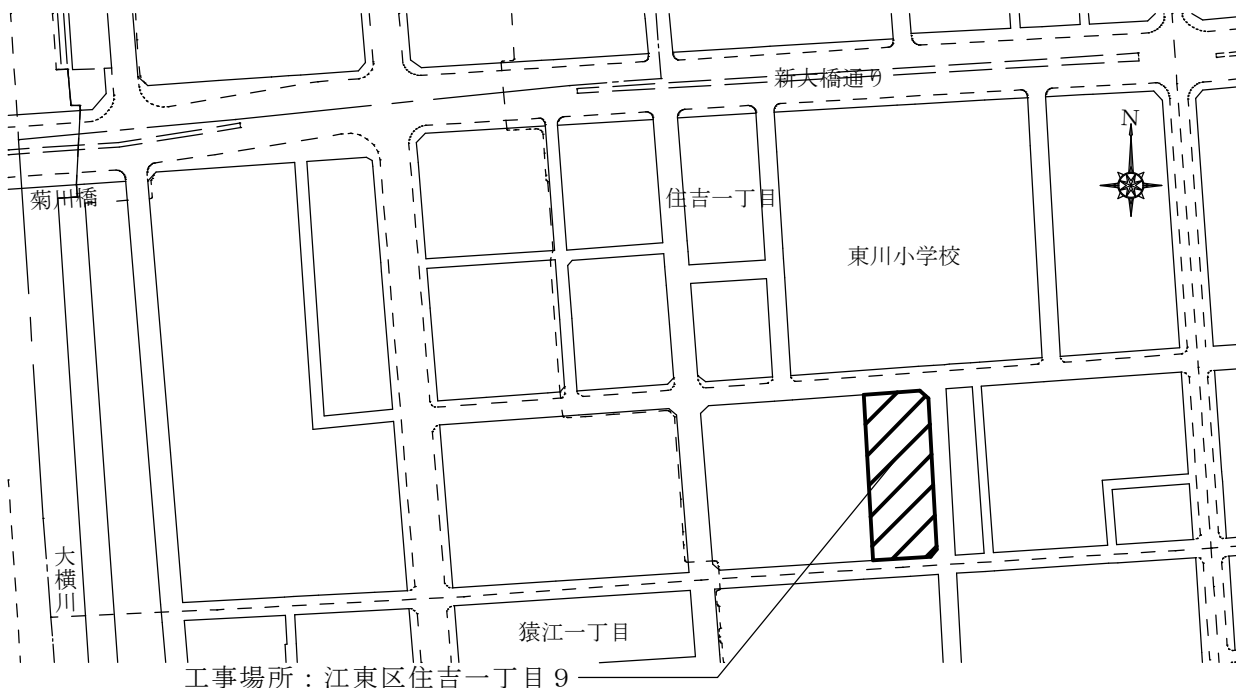 新大橋通り
N
菊川橋
住吉一丁目
東川小学校
大横川
猿江一丁目
工事場所：江東区住吉一丁目９